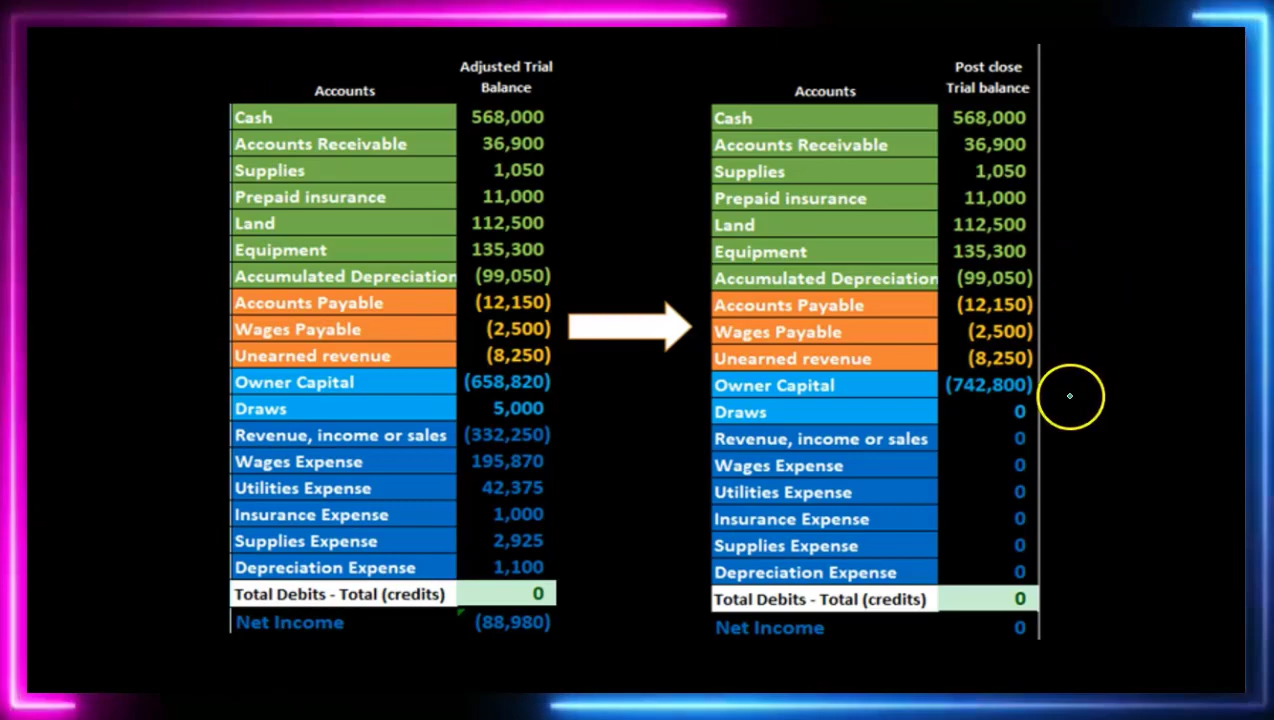 Adjusted Trial
Accounts Balance
Cash 568,000
Accounts Receivable 36,900
Supplies 1,050
Prepaid insurance 11,000
Land 112,500
Equipment 135,300
Accumulated Depreciation (99,050)
Accounts Payable (12,150)
Wages Payable (2,500)
Unearned revenue (8,250)
Owner Capital (658,820)
Draws 5,000
Revenue, income or sales (332,250)
Wages Expense 195,870
Utilities Expense 42,375
Insurance Expense 1,000
Supplies Expense 2,925
Depreciation Expense 1,100
Total Debits - Total (credits) 0
Net Income (88,980)
Post close
Accounts Trial balance
Cash 568,000
Accounts Receivable 36,900
Supplies 1,050
Prepaid insurance 11,000
Land 112,500
Equipment 135,300
Accumulated Depreciation (99,050)
Accounts Payable (12,150)
Wages Payable (2,500)
Unearned revenue (8,250)
Owner Capital (742,800)
Draws 0
Revenue, income or sales 0
Wages Expense 0
Utilities Expense 0
Insurance Expense 0
Supplies Expense 0
Depreciation Expense 0
Total Debits - Total (credits) 0
Net Income 0